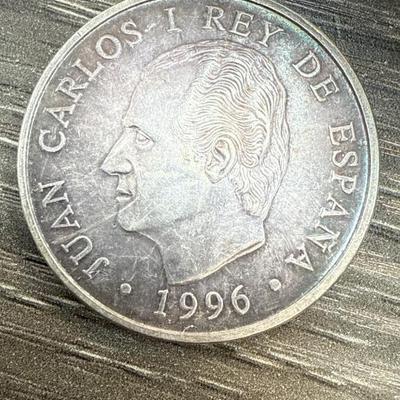 JUAN CARLOS I REY DE ESPAÑA
• 1996 •